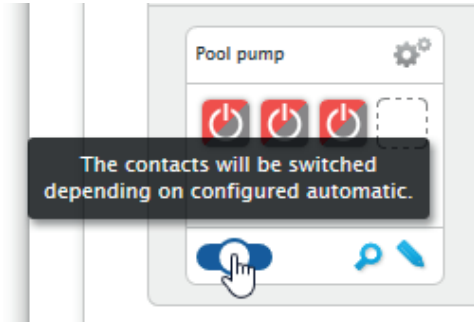 Pool pump
The contacts will be switched
depending on configured automatic.